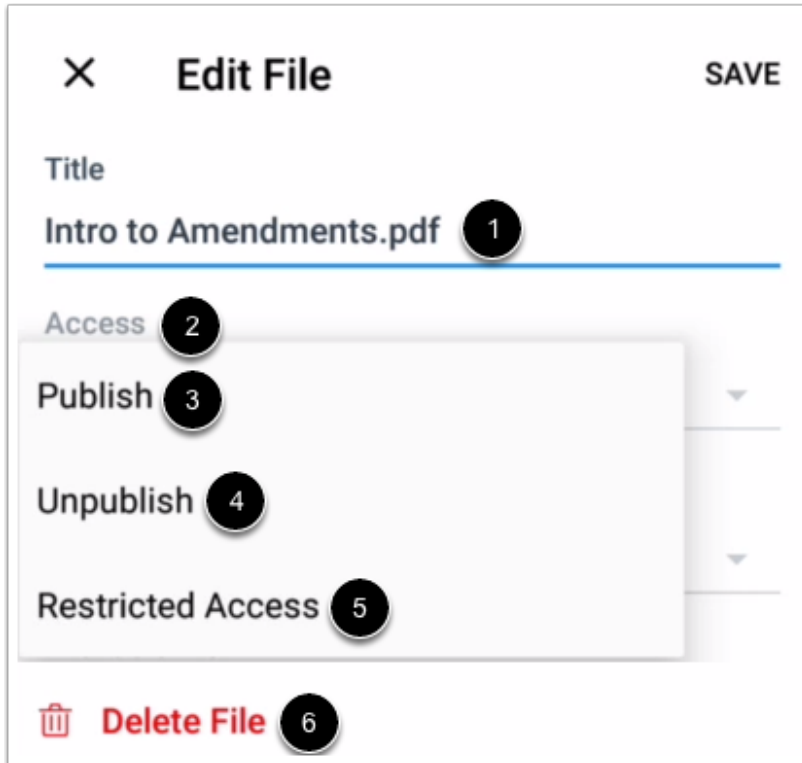 Edit File SAVE
Title
Intro to Amendments.pdf 1
Access 2
Publish 3
Unpublish 4
Restricted Access 5
Delete File 6